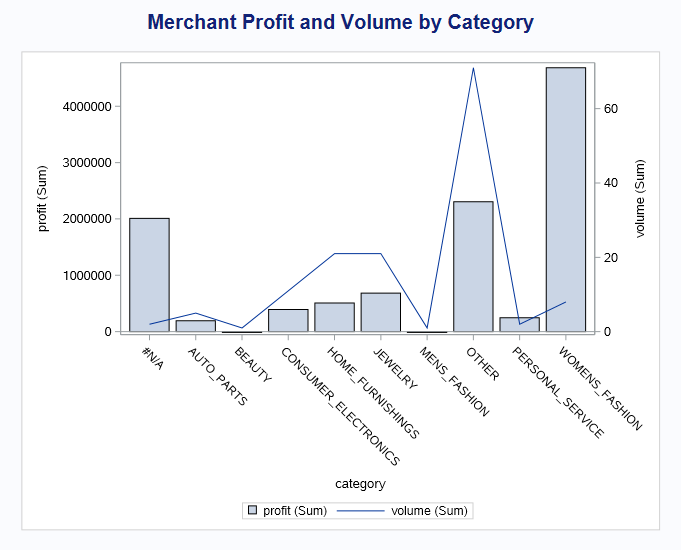 Merchant Profit and Volume by Category
profit (Sum)
4000000
3000000
2000000
1000000
0
60
40
20
0
volume (Sum)
#N/A
AUTO_PARTS
BEAUTY
CONSUMER_ELECTRONICS
HOME_FURNISHINGS
JEWELRY
MENS_FASHION
OTHER
PERSONAL_SERVICE
WOMENS_FASHION
category
profit (Sum) volume (Sum)